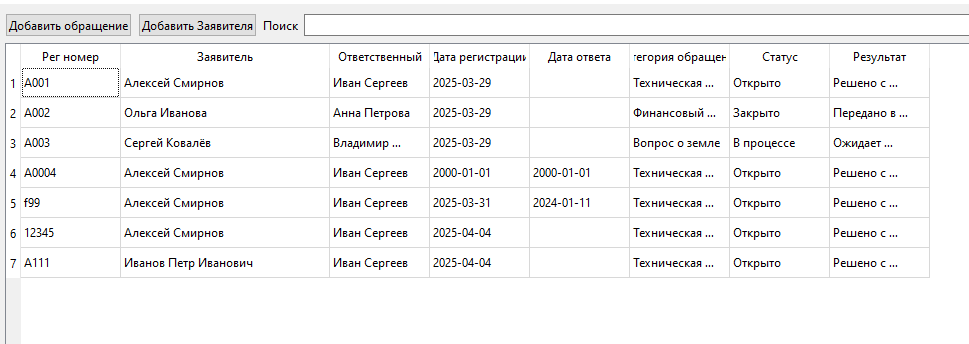 Добавить обращение Добавить Заявителя Поиск
Рег номер Заявитель Ответственный Дата регистрации Дата ответа тегория обращен Статус Результат
1 A001 Алексей Смирнов Иван Сергеев 2025-03-29 Техническая ... Открыто Решено с ...
2 A002 Ольга Иванова Анна Петрова 2025-03-29 Финансовый ... Закрыто Передано в ...
3 A003 Сергей Ковалёв Владимир ... 2025-03-29 Вопрос о земле В процессе Ожидает ...
4 A0004 Алексей Смирнов Иван Сергеев 2000-01-01 2000-01-01 Техническая ... Открыто Решено с ...
5 f99 Алексей Смирнов Иван Сергеев 2025-03-31 2024-01-11 Техническая ... Открыто Решено с ...
6 12345 Алексей Смирнов Иван Сергеев 2025-04-04 Техническая ... Открыто Решено с ...
7 A111 Иванов Петр Иванович Иван Сергеев 2025-04-04 Техническая ... Открыто Решено с ...